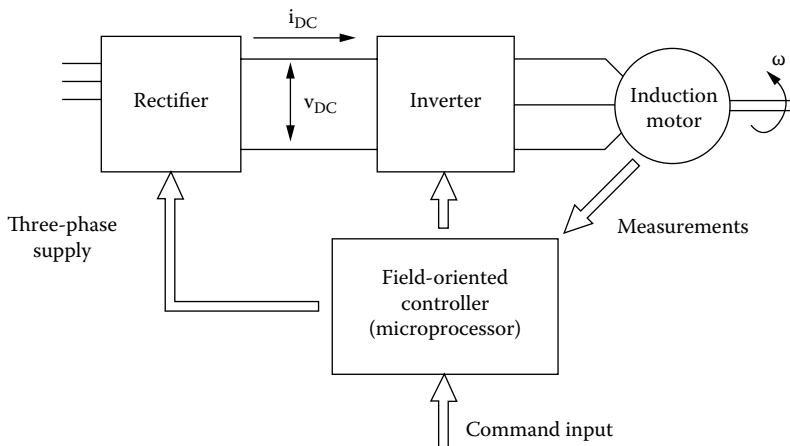 i_DC
ω
Rectifier
v_DC
Inverter
Induction
motor
Three-phase
supply
Measurements
Field-oriented
controller
(microprocessor)
Command input